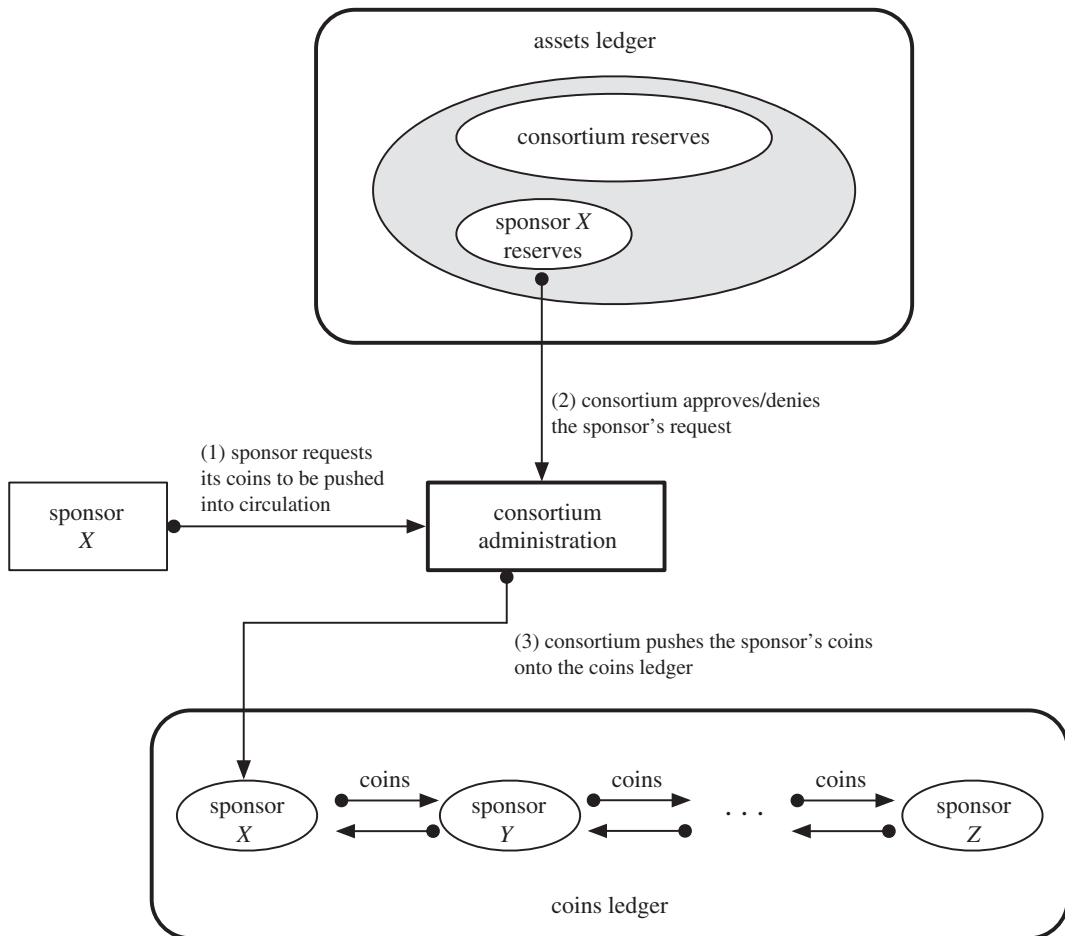 assets ledger
consortium reserves
sponsor X
reserves
(2) consortium approves/denies
the sponsor’s request
(1) sponsor requests
its coins to be pushed
into circulation
sponsor
X
consortium
administration
(3) consortium pushes the sponsor’s coins
onto the coins ledger
coins
coins
coins
sponsor
X
sponsor
Y
. . .
sponsor
Z
coins ledger